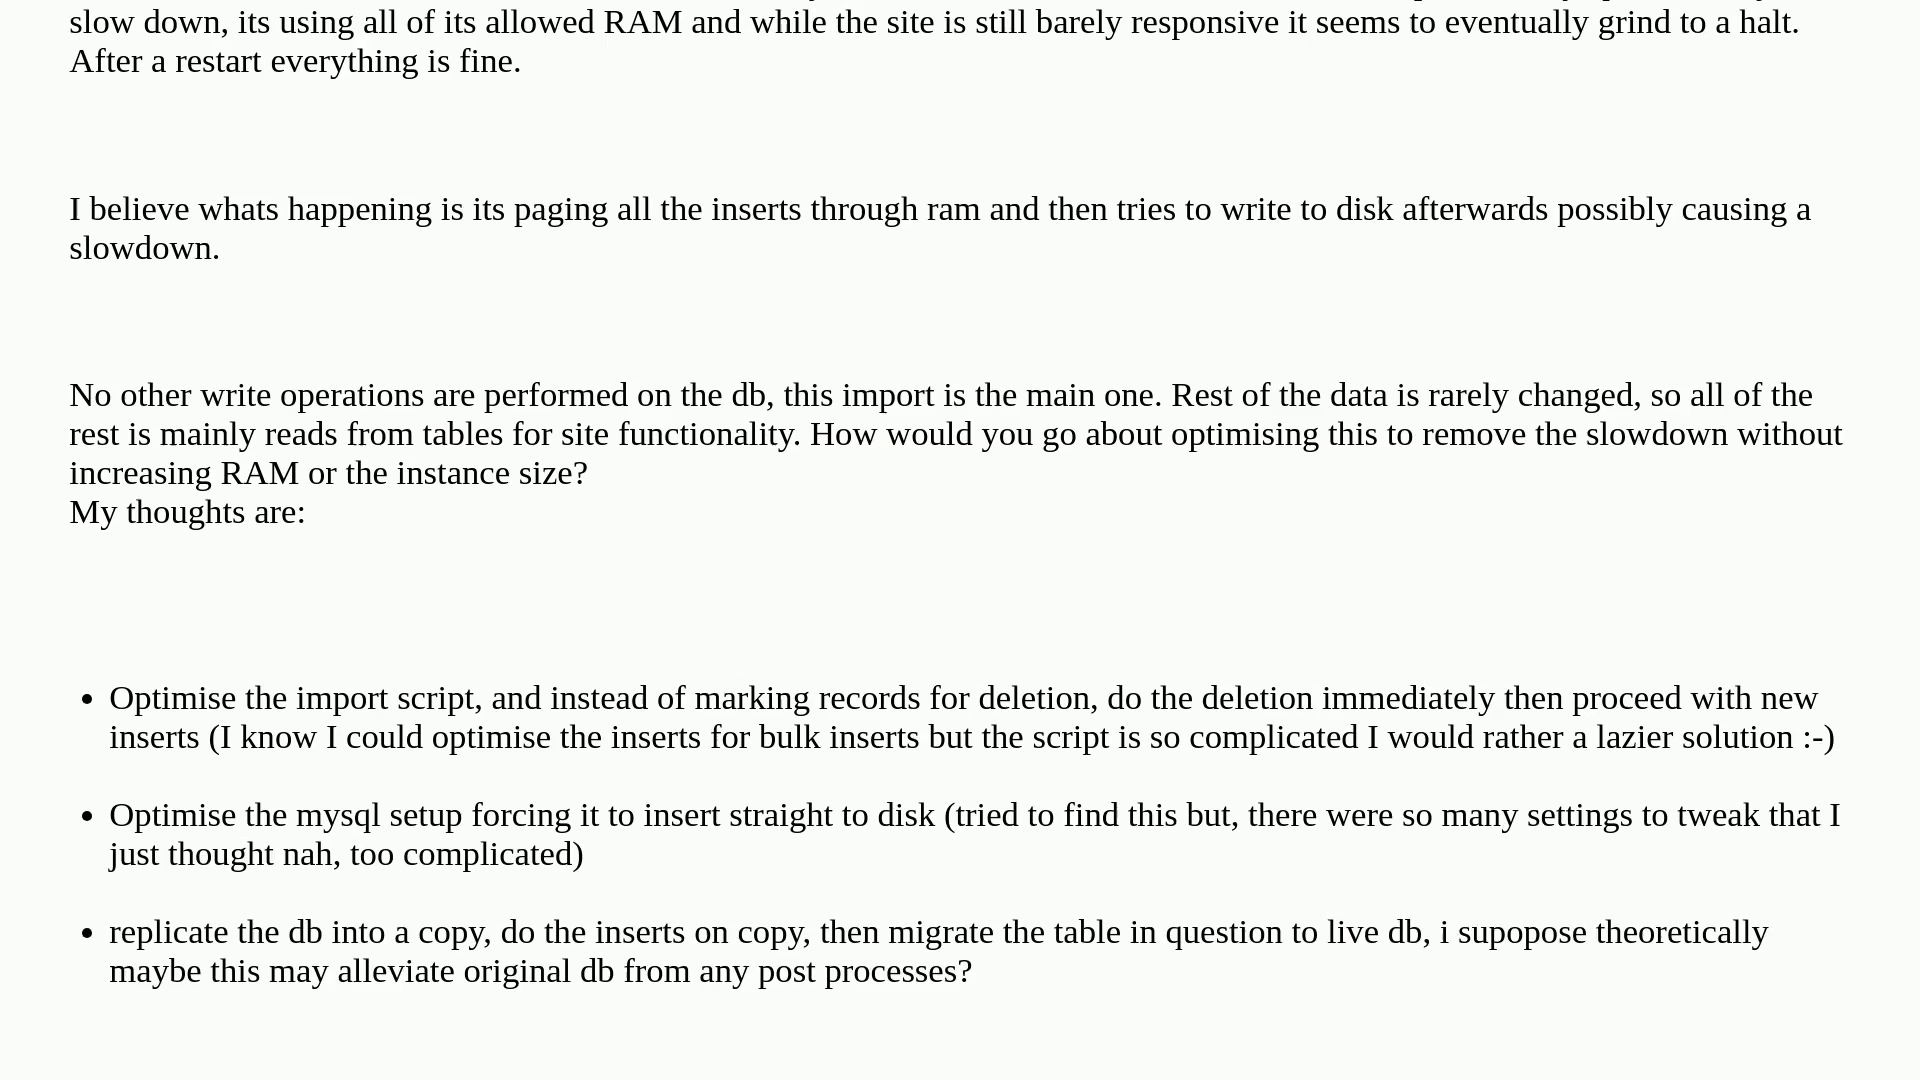 slow down, its using all of its allowed RAM and while the site is still barely responsive it seems to eventually grind to a halt.
After a restart everything is fine.
I believe whats happening is its paging all the inserts through ram and then tries to write to disk afterwards possibly causing a
slowdown.
No other write operations are performed on the db, this import is the main one. Rest of the data is rarely changed, so all of the
rest is mainly reads from tables for site functionality. How would you go about optimising this to remove the slowdown without
increasing RAM or the instance size?
My thoughts are:
• Optimise the import script, and instead of marking records for deletion, do the deletion immediately then proceed with new
inserts (I know I could optimise the inserts for bulk inserts but the script is so complicated I would rather a lazier solution :-)
• Optimise the mysql setup forcing it to insert straight to disk (tried to find this but, there were so many settings to tweak that I
just thought nah, too complicated)
• replicate the db into a copy, do the inserts on copy, then migrate the table in question to live db, i supopose theoretically
maybe this may alleviate original db from any post processes?